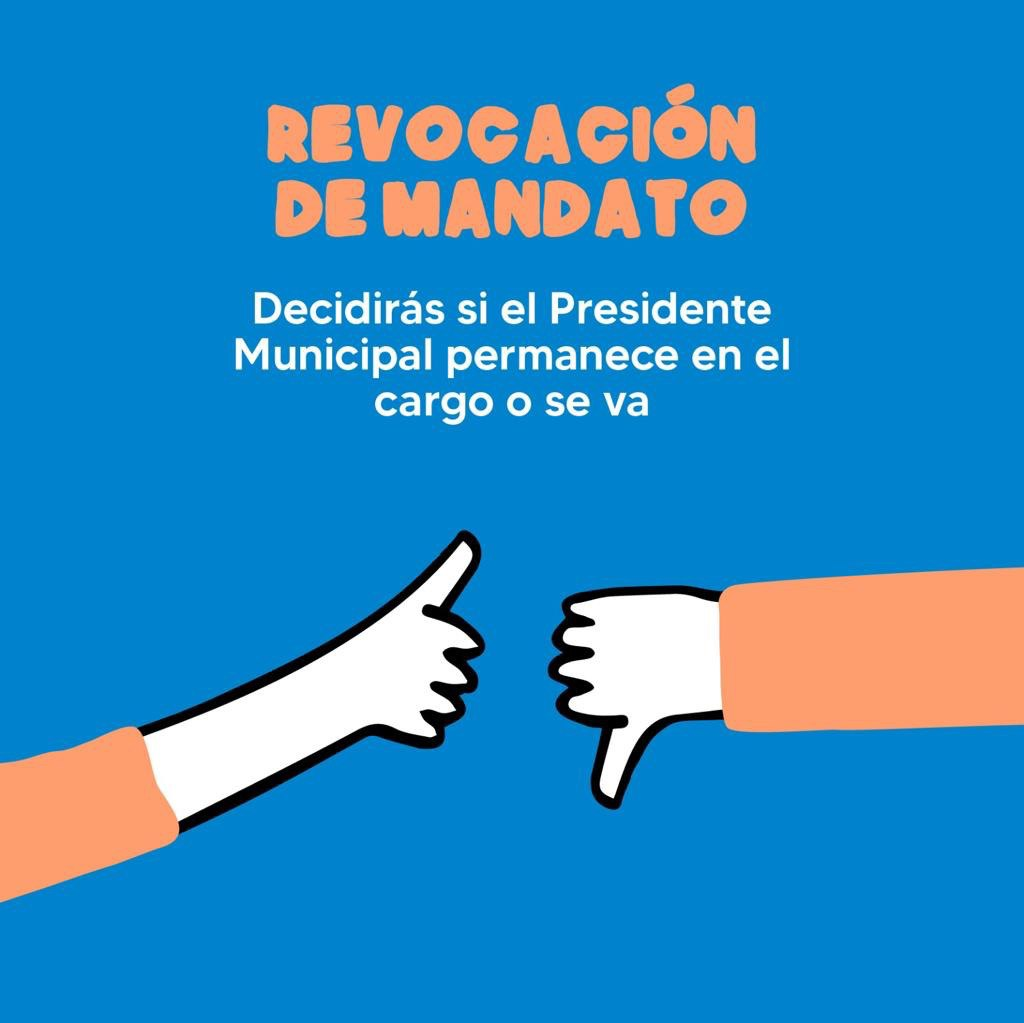 REVOCACIÓN
DE MANDATO
Decidirás si el Presidente
Municipal permanece en el
cargo o se va